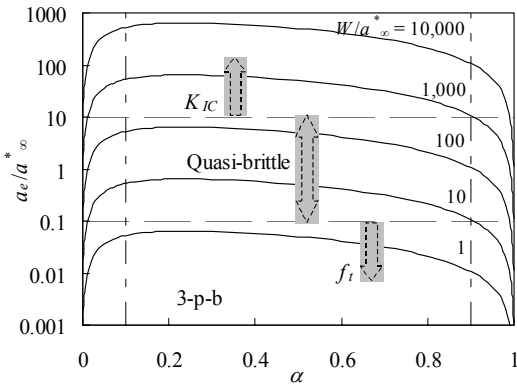 1000
100
10
1
0.1
0.01
0.001
a_e/a*_∞
W/a*_∞ = 10,000
1,000
K_IC
100
Quasi-brittle
10
1
f_t
3-p-b
0
0.2
0.4
0.6
0.8
1
α